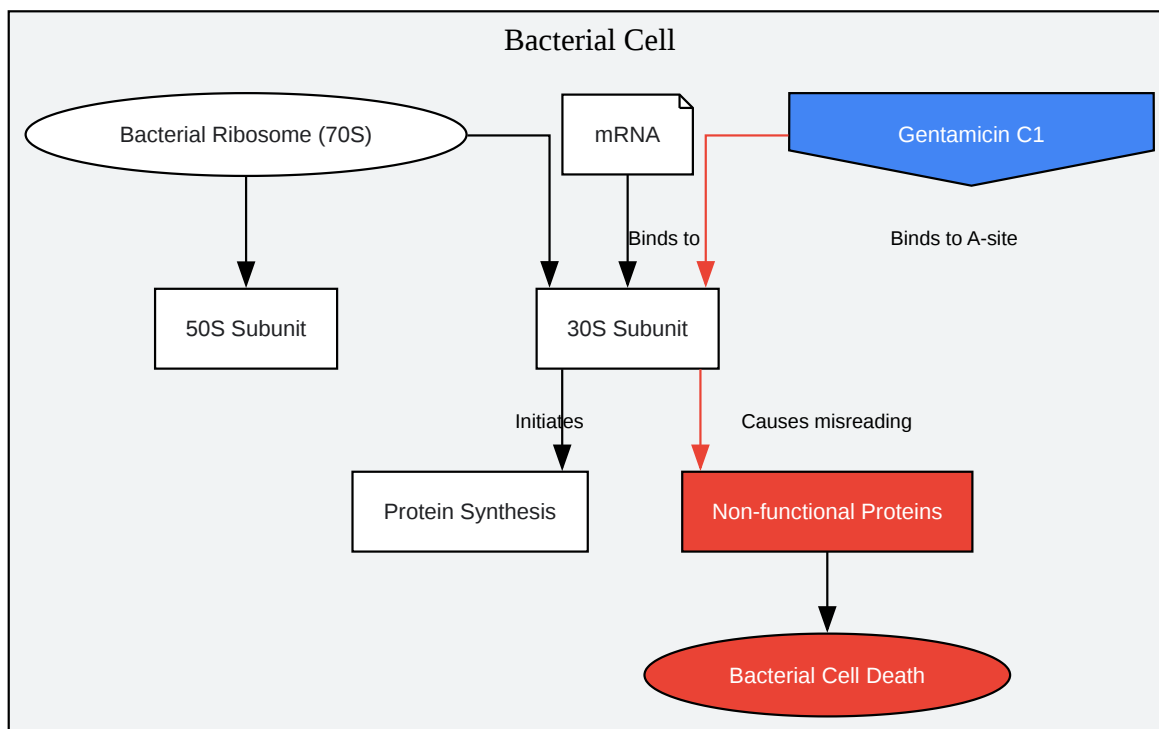 Bacterial Cell
Bacterial Ribosome (70S)
mRNA
Gentamicin C1
Binds to
Binds to A-site
50S Subunit
30S Subunit
Initiates
Causes misreading
Protein Synthesis
Non-functional Proteins
Bacterial Cell Death